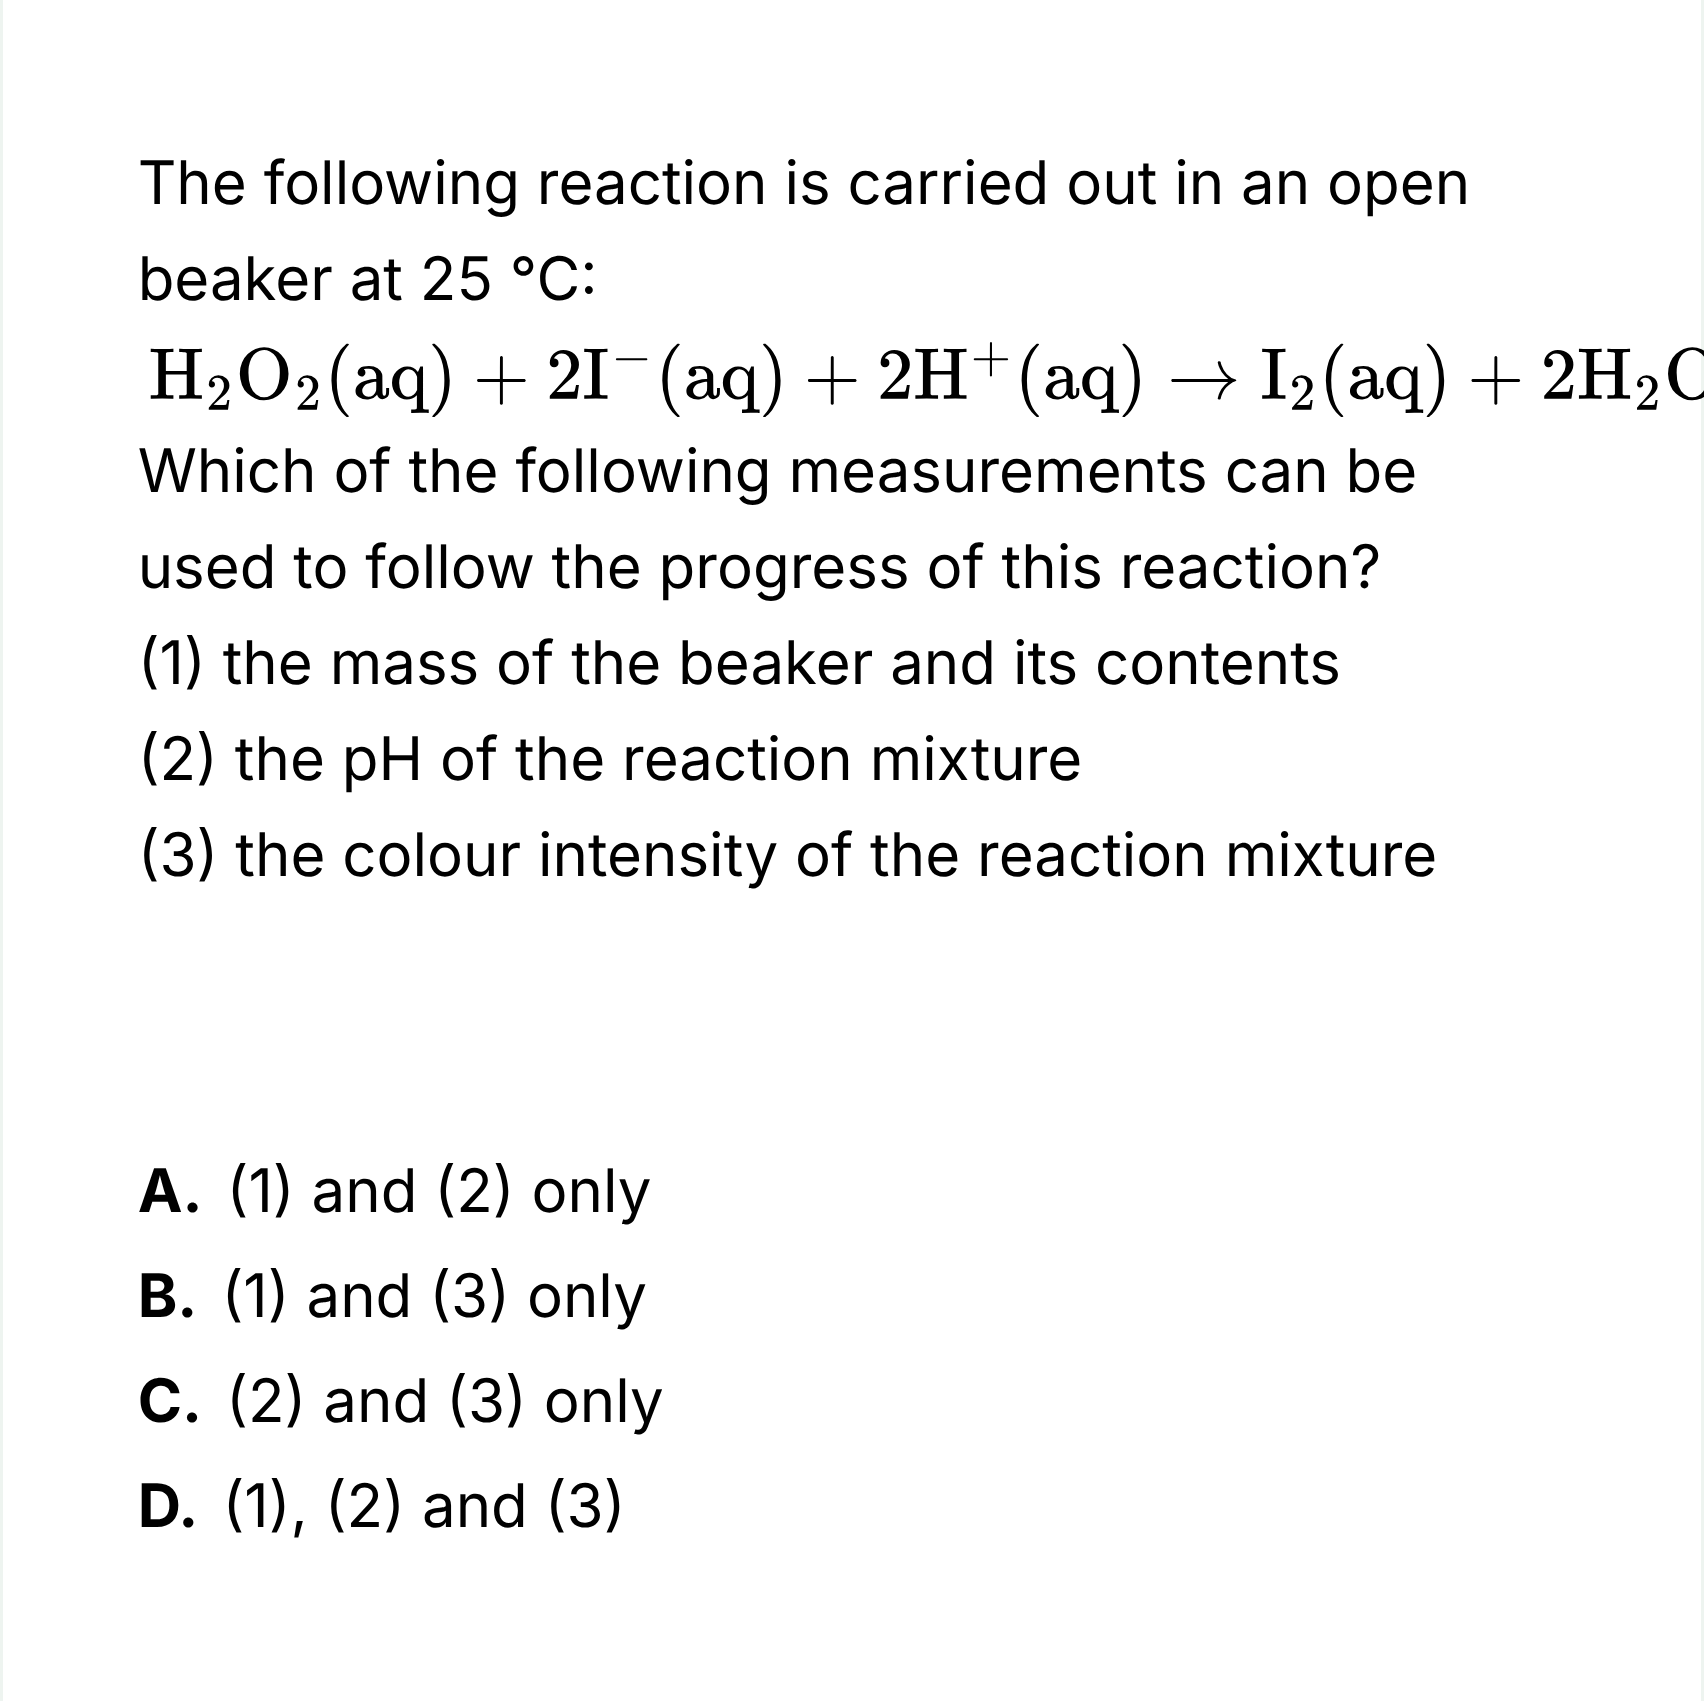 The following reaction is carried out in an open
beaker at 25 °C:
H₂O₂(aq) + 2I⁻(aq) + 2H⁺(aq) → I₂(aq) + 2H₂
Which of the following measurements can be
used to follow the progress of this reaction?
(1) the mass of the beaker and its contents
(2) the pH of the reaction mixture
(3) the colour intensity of the reaction mixture
A. (1) and (2) only
B. (1) and (3) only
C. (2) and (3) only
D. (1), (2) and (3)